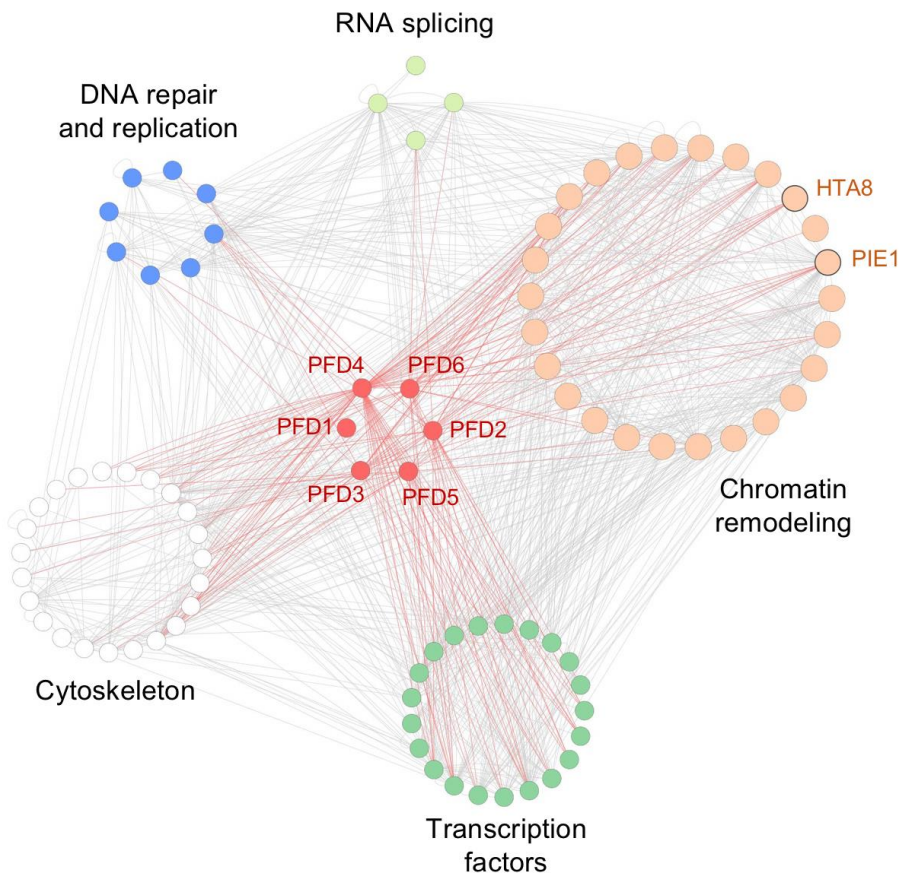 RNA splicing
DNA repair
and replication
HTA8
PIE1
PFD4
PFD6
PFD1
PFD2
PFD3
PFD5
Chromatin
remodeling
Cytoskeleton
Transcription
factors